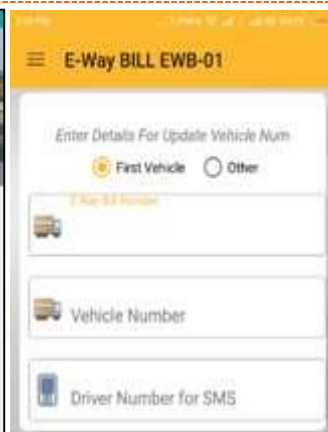 E-Way BILL EWB-01
Enter Details For Update Vehicle Num
First Vehicle Other
E Way Bill Number
Vehicle Number
Driver Number for SMS